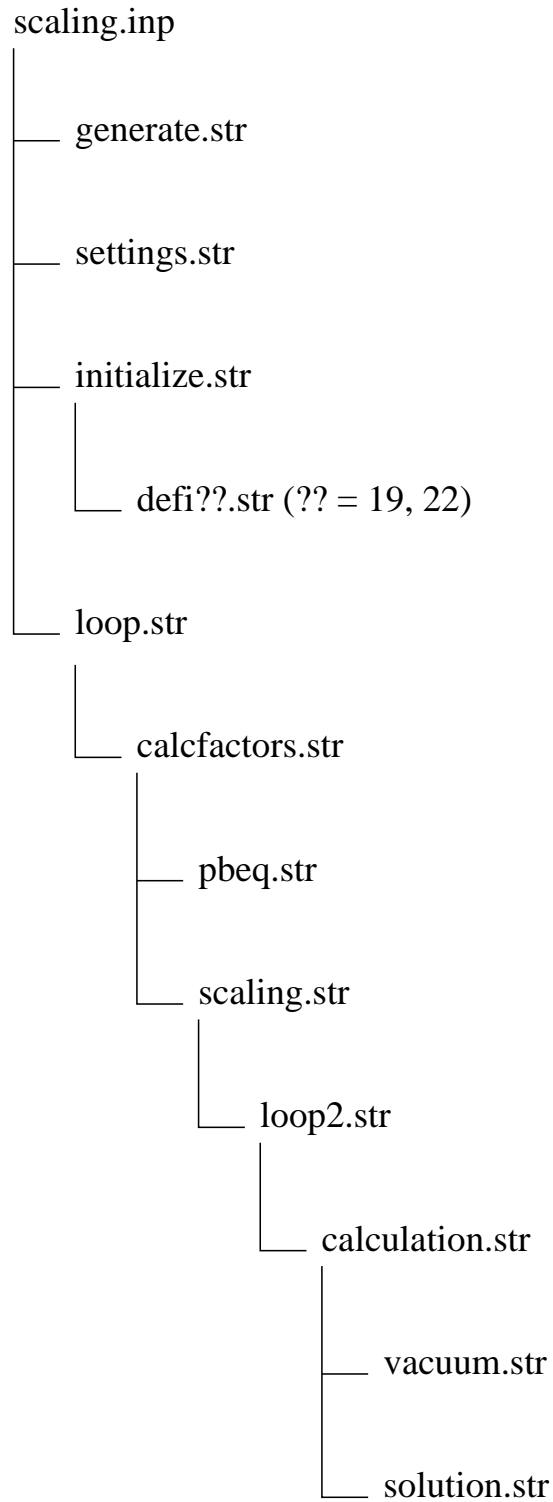 scaling.inp
generate.str
settings.str
initialize.str
defi??.str (?? = 19, 22)
loop.str
calcfactors.str
pbeq.str
scaling.str
loop2.str
calculation.str
vacuum.str
solution.str